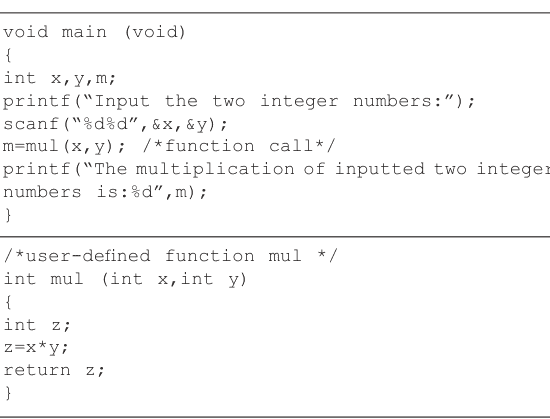 void main (void)
{
int x,y,m;
printf(“Input the two integer numbers:”);
scanf(“%d%d”,&x,&y);
m=mul(x,y); /*function call*/
printf(“The multiplication of inputted two integer
numbers is:%d”,m);
}
/*user-defined function mul */
int mul (int x,int y)
{
int z;
z=x*y;
return z;
}